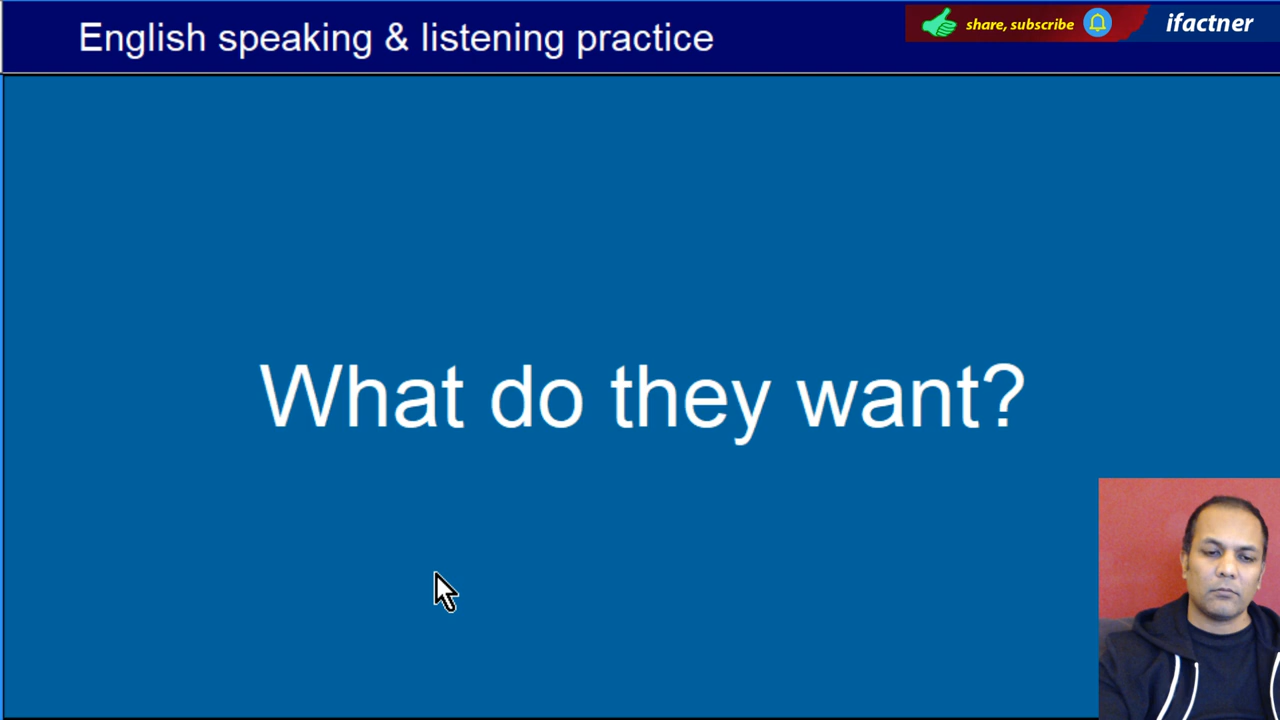 English speaking & listening practice
share, subscribe
ifactner
What do they want?